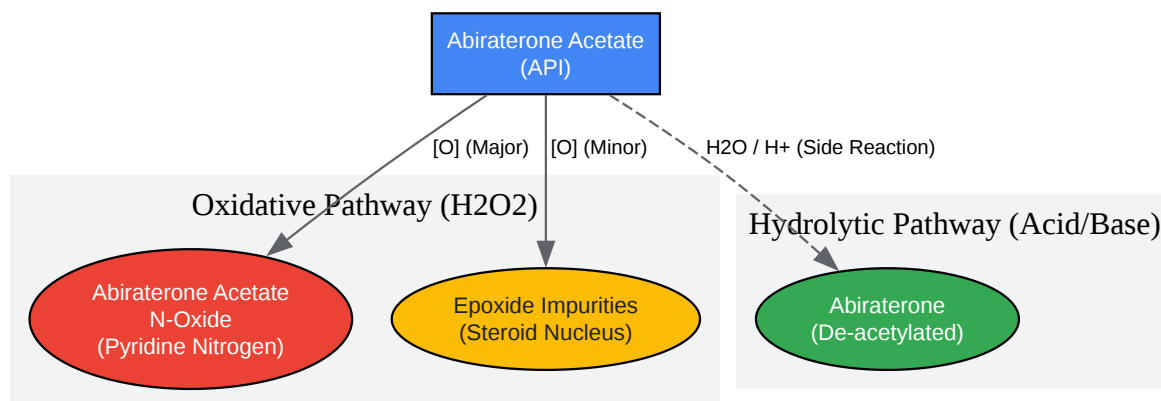 Abiraterone Acetate
(API)
[O] (Major)
[O] (Minor)
H2O / H+ (Side Reaction)
Oxidative Pathway (H2O2)
Hydrolytic Pathway (Acid/Base)
Abiraterone Acetate
N-Oxide
(Pyridine Nitrogen)
Epoxide Impurities
(Steroid Nucleus)
Abiraterone
(De-acetylated)